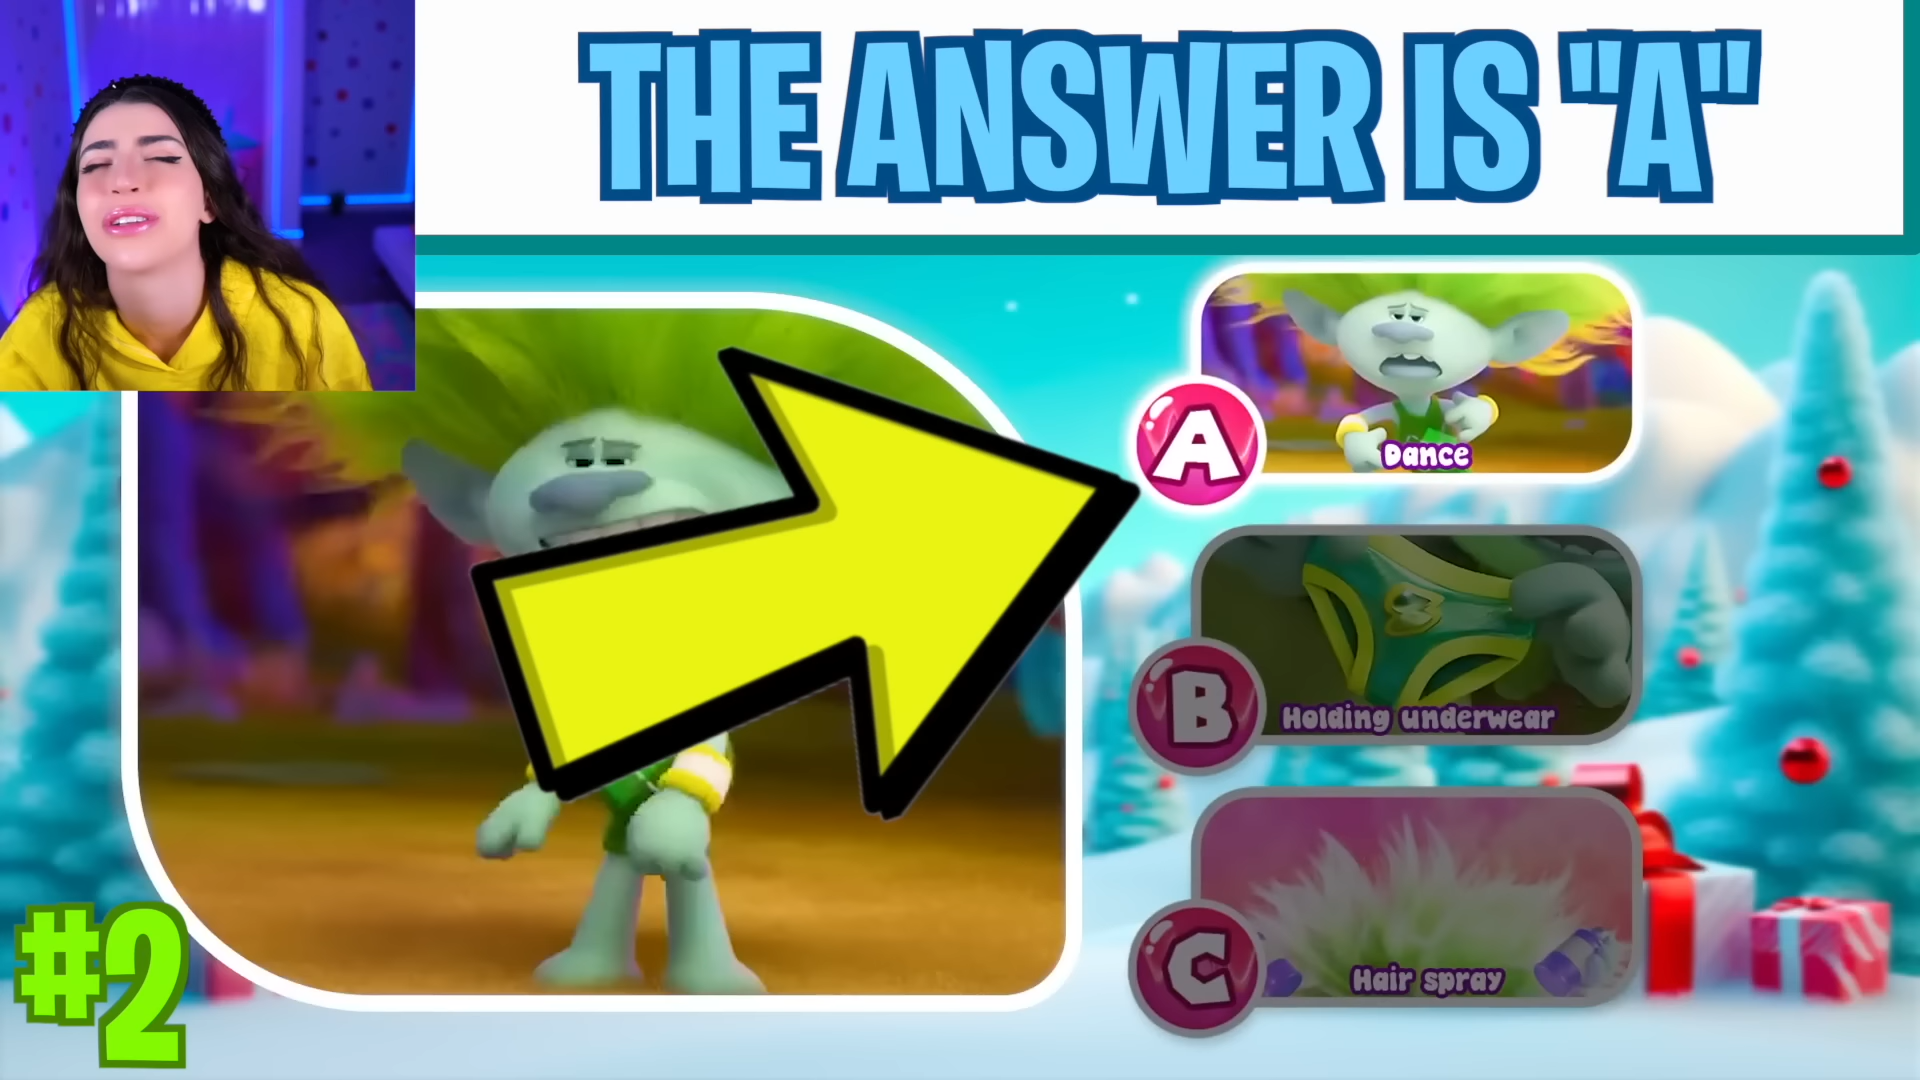 THE ANSWER IS "A"
A
Dance
B
Holding underwear
C
Hair spray
#2